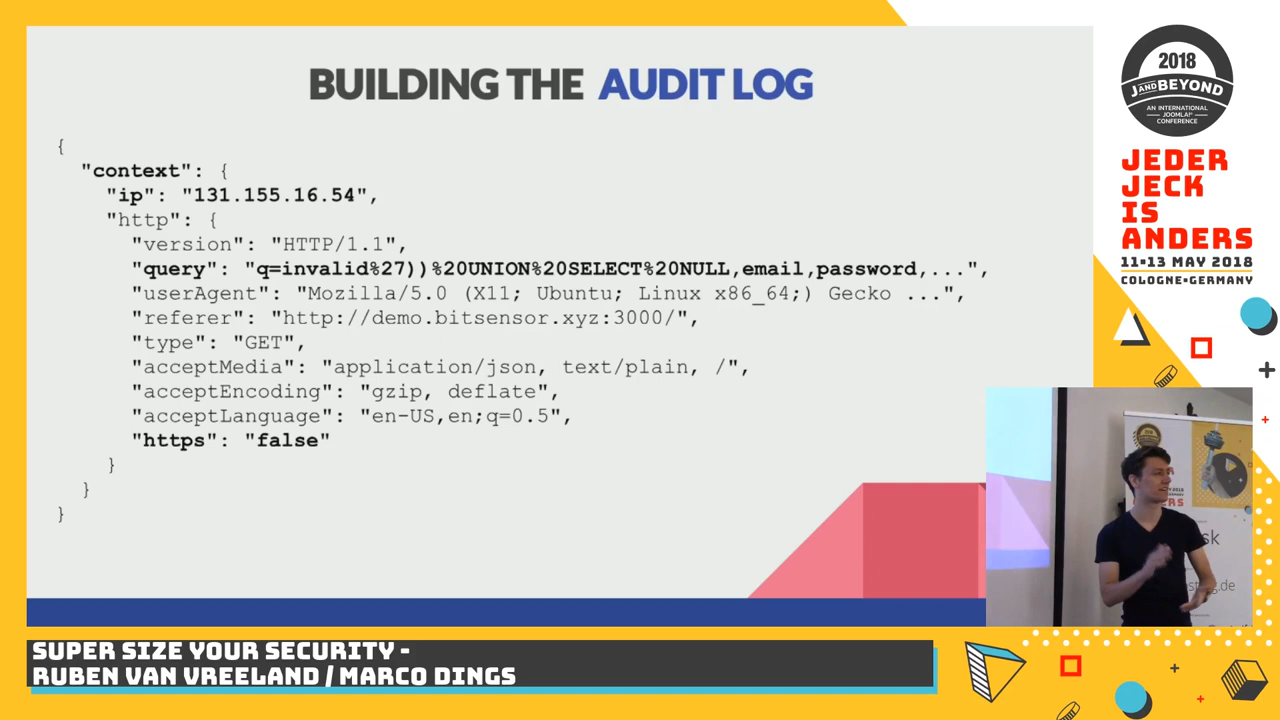 BUILDING THE AUDIT LOG
{
"context": {
"ip": "131.155.16.54",
"http": {
"version": "HTTP/1.1",
"query": "q=invalid%27))%20UNION%20SELECT%20NULL,email,password,...",
"userAgent": "Mozilla/5.0 (X11; Ubuntu; Linux x86_64;) Gecko ...",
"referer": "http://demo.bitsensor.xyz:3000/",
"type": "GET",
"acceptMedia": "application/json, text/plain, /",
"acceptEncoding": "gzip, deflate",
"acceptLanguage": "en-US,en;q=0.5",
"https": "false"
}
}
}
2018
J AND BEYOND
AN INTERNATIONAL
JOOMLA! CONFERENCE
JEDER
JECK
IS
ANDERS
11-13 MAY 2018
COLOGNE•GERMANY
SUPER SIZE YOUR SECURITY -
RUBEN VAN VREELAND / MARCO DINGS